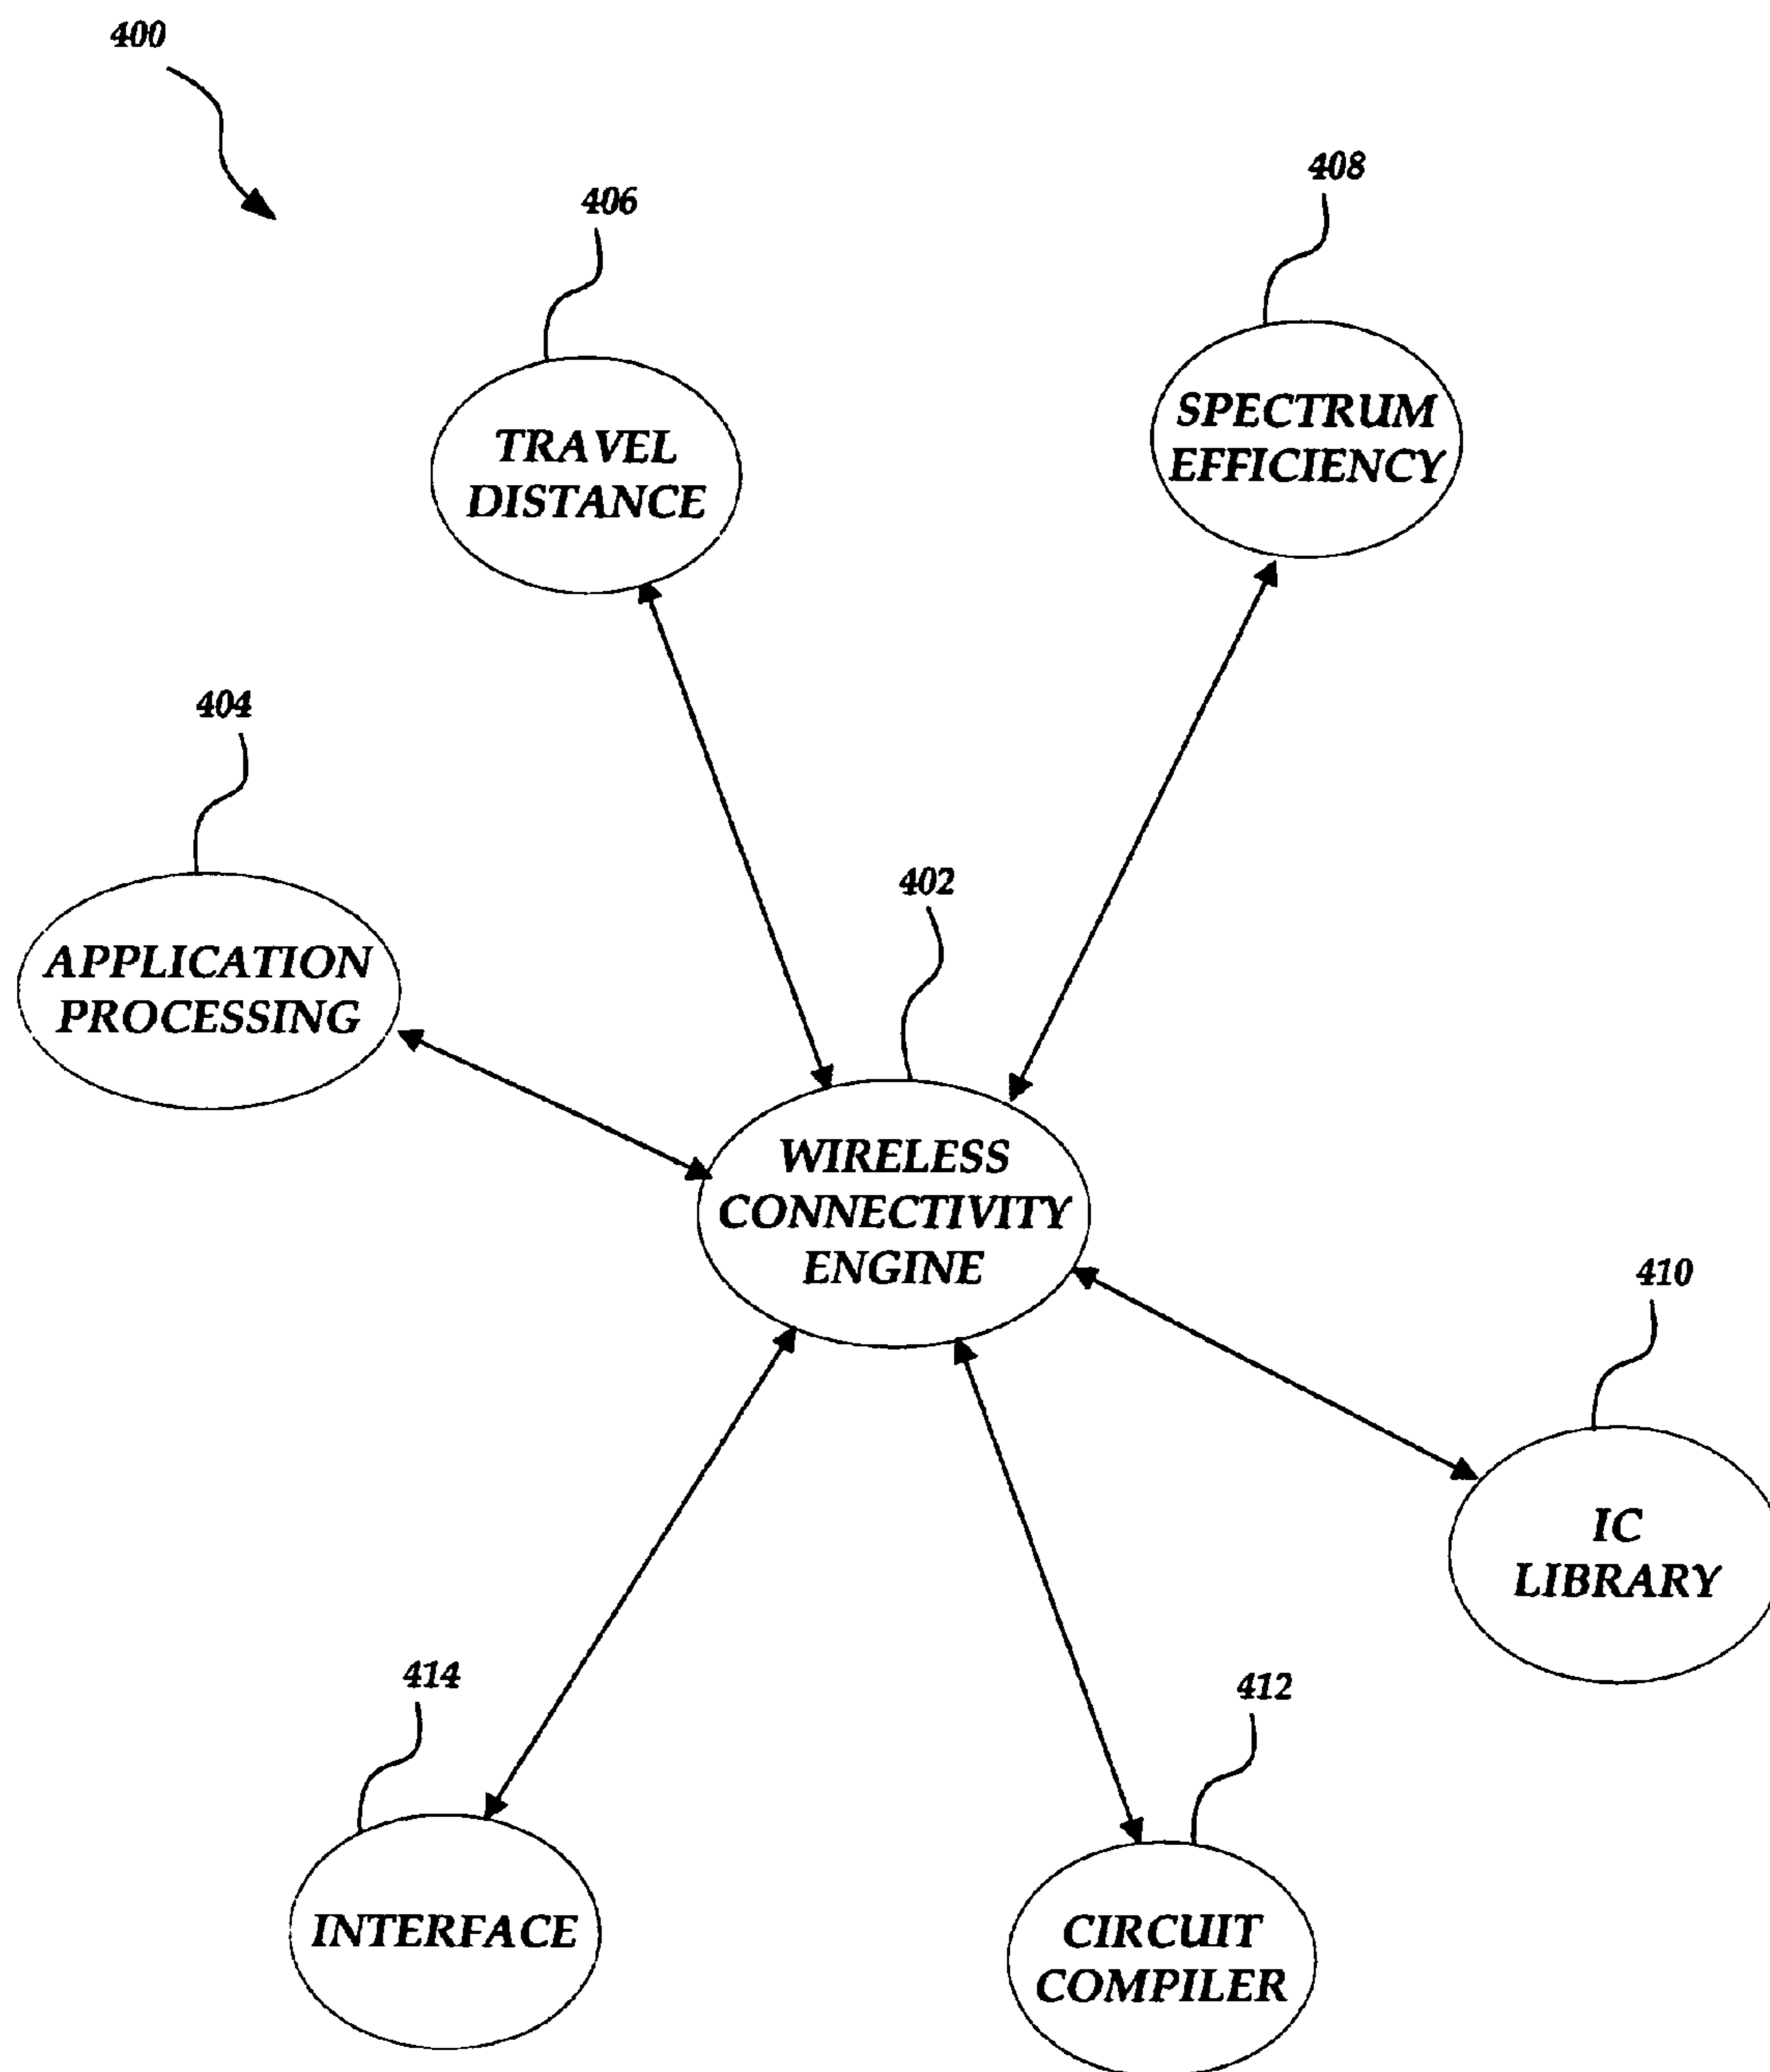 400
408
406
SPECTRUM
EFFICIENCY
TRAVEL
DISTANCE
404
402
APPLICATION
PROCESSING
WIRELESS
CONNECTIVITY
ENGINE
410
IC
LIBRARY
414
412
INTERFACE
CIRCUIT
COMPILER